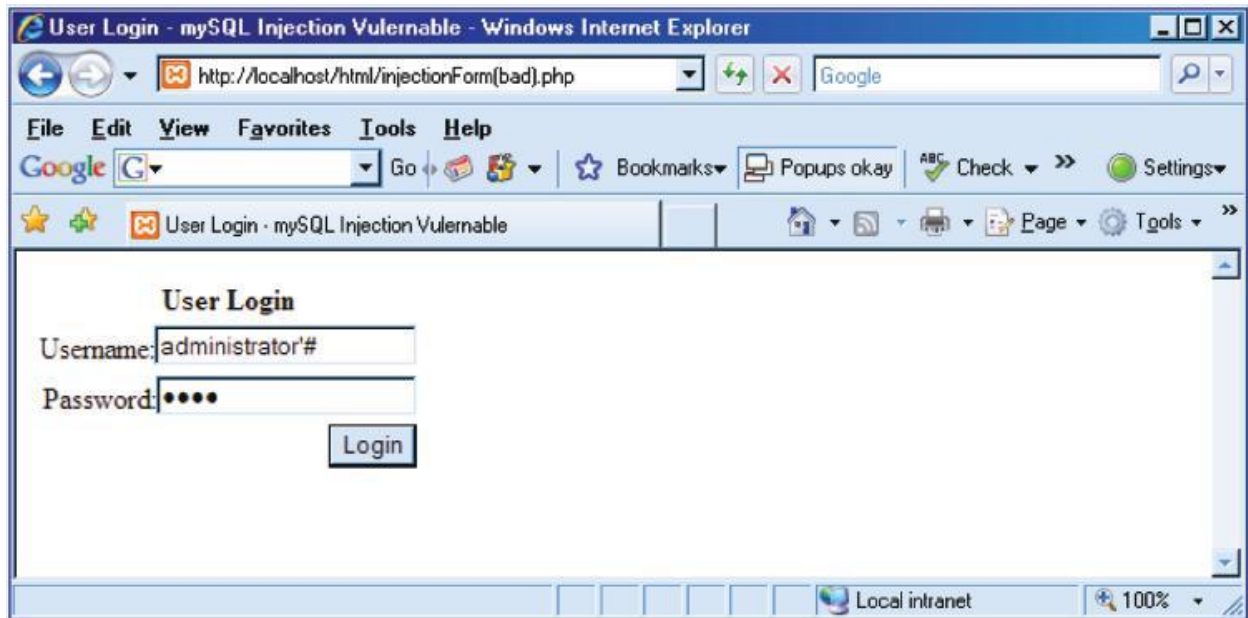 User Login - mySQL Injection Vulernable - Windows Internet Explorer
http://localhost/html/injectionForm(bad).php
Google
File Edit View Favorites Tools Help
Google G Go Bookmarks Popups okay ABC Check >> Settings
User Login - mySQL Injection Vulernable
Page Tools >>
User Login
Username: administrator'#
Password: ••••
Login
Local intranet 100%